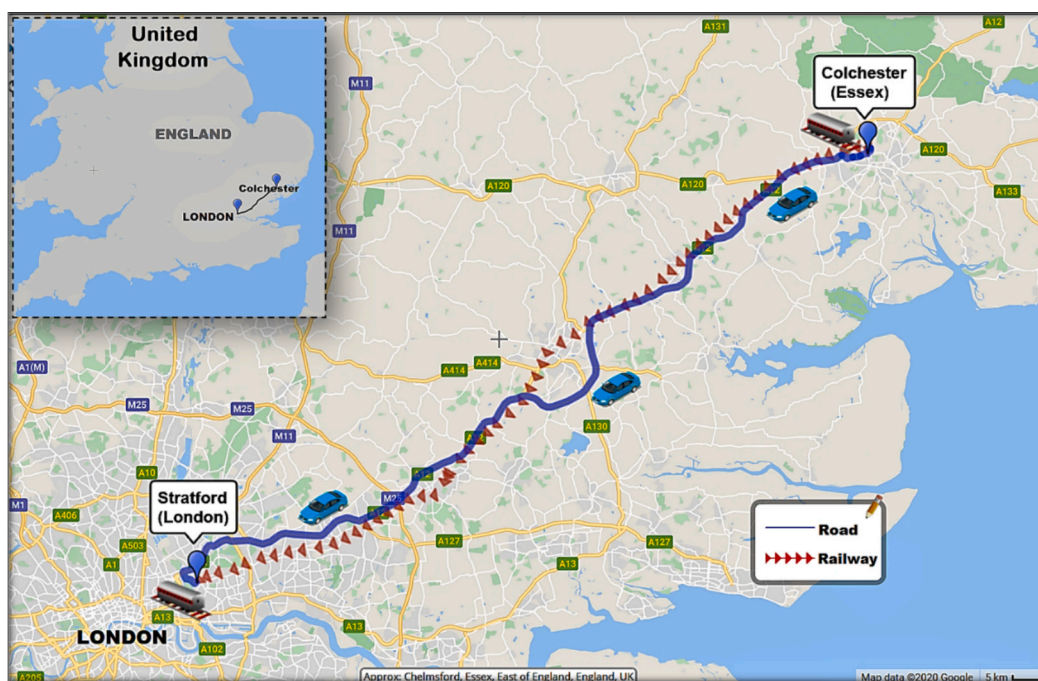 United
Kingdom
ENGLAND
Colchester
LONDON
A131
A12
M11
Colchester
(Essex)
A120
A133
A120
A120
M11
A1(M)
A414
A414
M25
M25
M11
A130
A10
M25
M1
Stratford
(London)
A406
A503
A127
A127
Road
Railway
A1
A13
A13
LONDON
A13
A102
A205
Approx: Chelmsford, Essex, East of England, England, UK
Map data ©2020 Google
5 km